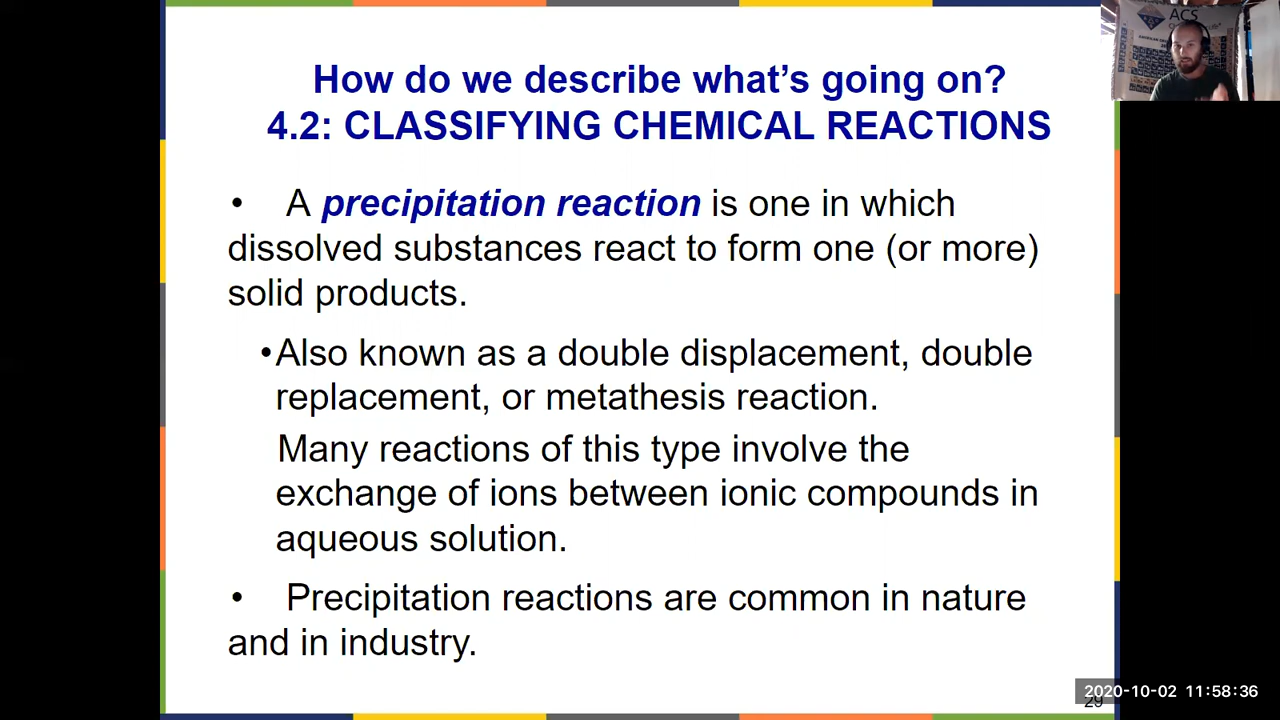 How do we describe what's going on?
4.2: CLASSIFYING CHEMICAL REACTIONS
• A precipitation reaction is one in which
dissolved substances react to form one (or more)
solid products.
•Also known as a double displacement, double
replacement, or metathesis reaction.
Many reactions of this type involve the
exchange of ions between ionic compounds in
aqueous solution.
• Precipitation reactions are common in nature
and in industry.
ACS
2020-10-02 11:58:36
29